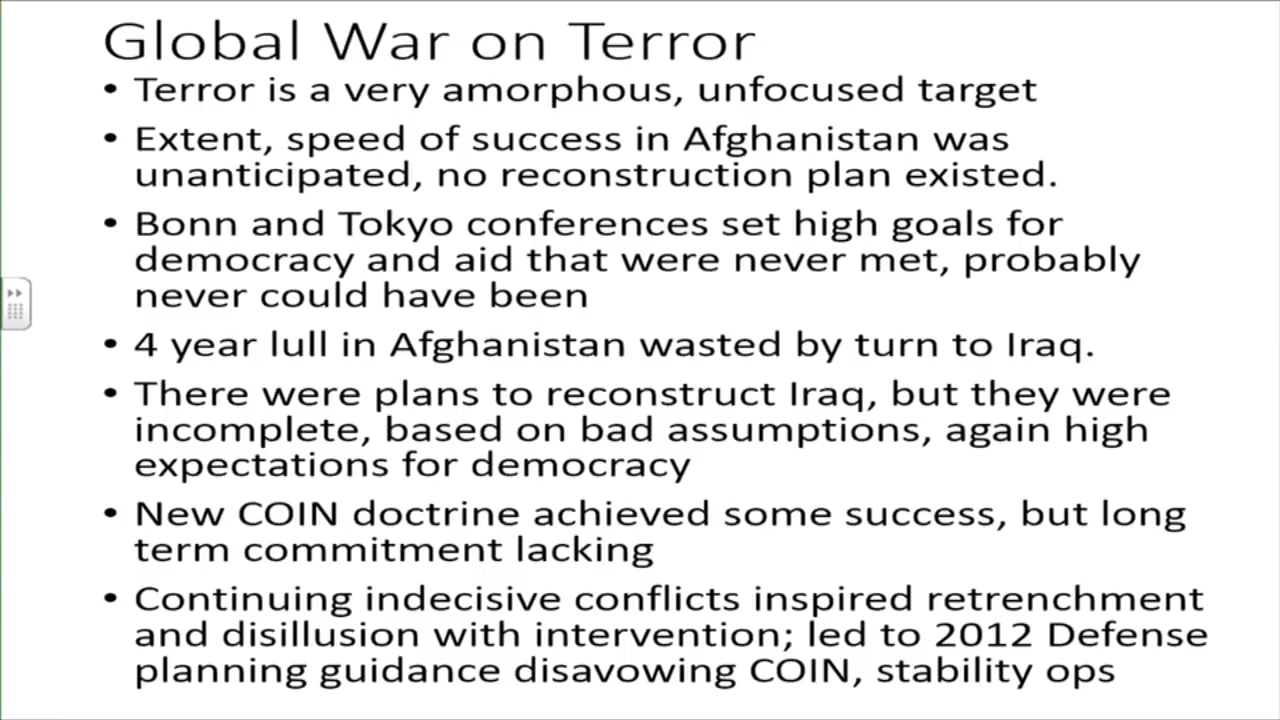 Global War on Terror
• Terror is a very amorphous, unfocused target
• Extent, speed of success in Afghanistan was
unanticipated, no reconstruction plan existed.
• Bonn and Tokyo conferences set high goals for
democracy and aid that were never met, probably
never could have been
• 4 year lull in Afghanistan wasted by turn to Iraq.
• There were plans to reconstruct Iraq, but they were
incomplete, based on bad assumptions, again high
expectations for democracy
• New COIN doctrine achieved some success, but long
term commitment lacking
• Continuing indecisive conflicts inspired retrenchment
and disillusion with intervention; led to 2012 Defense
planning guidance disavowing COIN, stability ops